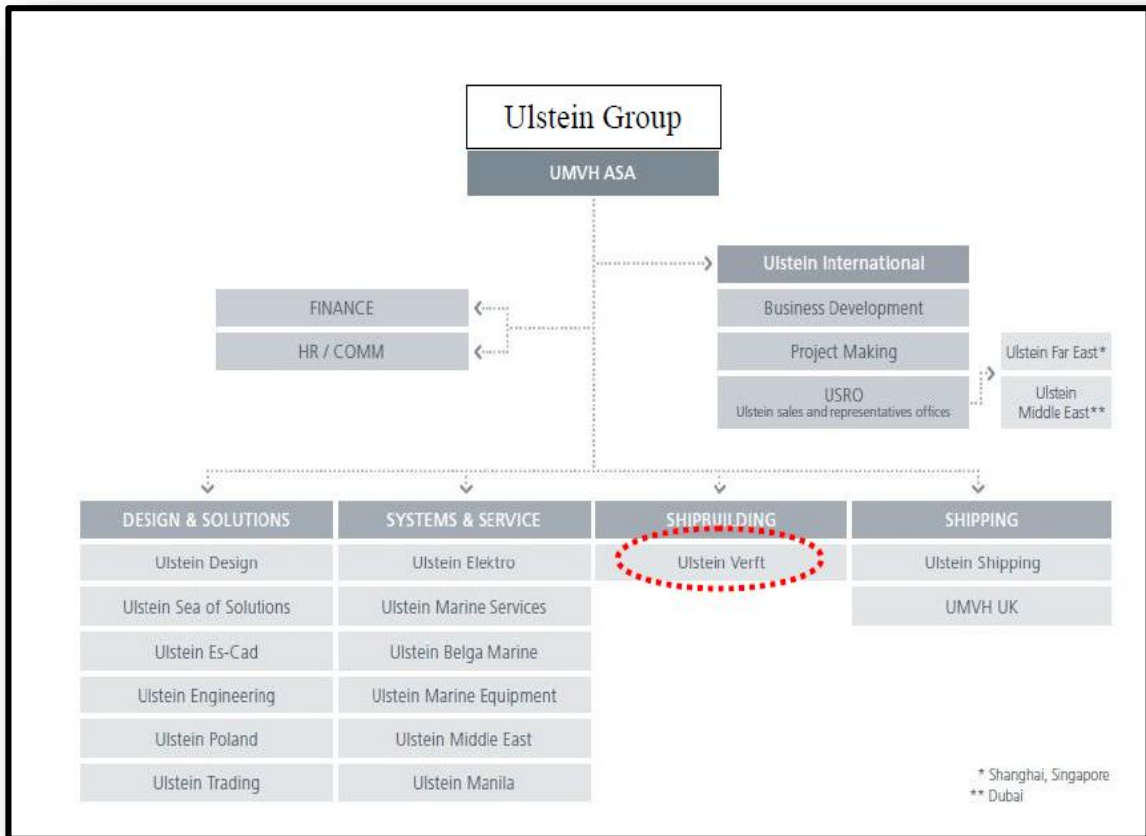 Ulstein Group
UMVH ASA
Ulstein International
FINANCE
Business Development
HR / COMM
Project Making
Ulstein Far East*
USRO
Ulstein sales and representatives offices
Ulstein
Middle East**
DESIGN & SOLUTIONS
Ulstein Design
Ulstein Sea of Solutions
Ulstein Es-Cad
Ulstein Engineering
Ulstein Poland
Ulstein Trading
SYSTEMS & SERVICE
Ulstein Elektro
Ulstein Marine Services
Ulstein Belga Marine
Ulstein Marine Equipment
Ulstein Middle East
Ulstein Manila
SHIPBUILDING
Ulstein Verft
SHIPPING
Ulstein Shipping
UMVH UK
* Shanghai, Singapore
** Dubai